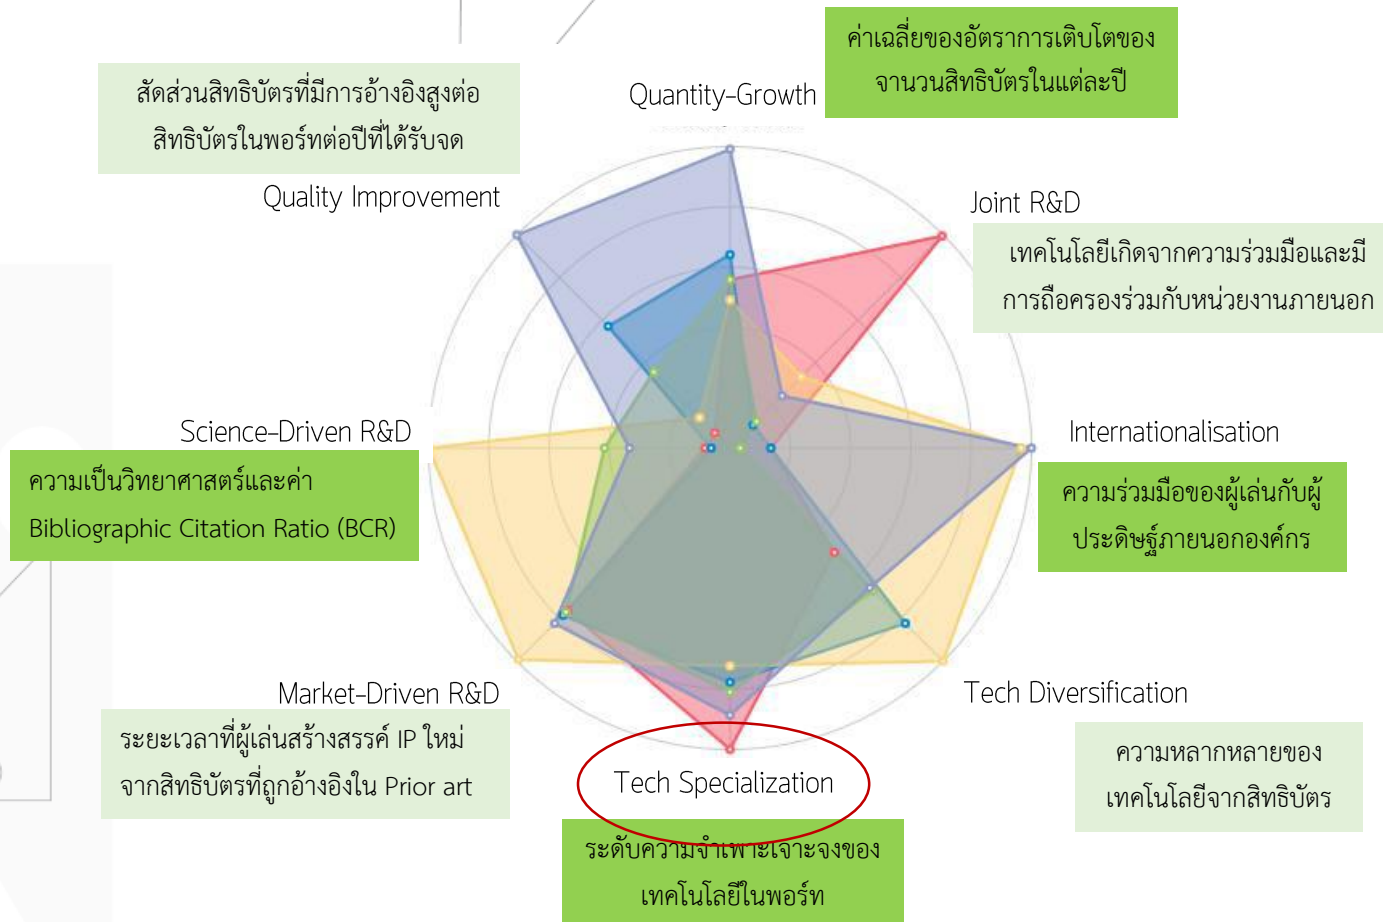 ค่าเฉลี่ยของอัตราการเติบโตของ
จานวนสิทธิบัตรในแต่ละปี
Quantity-Growth
สัดส่วนสิทธิบัตรที่มีการอ้างอิงสูงต่อ
สิทธิบัตรในพอร์ทต่อปีที่ได้รับจด
Quality Improvement
Joint R&D
เทคโนโลยีเกิดจากความร่วมมือและมี
การถือครองร่วมกับหน่วยงานภายนอก
Science-Driven R&D
ความเป็นวิทยาศาสตร์และค่า
Bibliographic Citation Ratio (BCR)
Internationalisation
ความร่วมมือของผู้เล่นกับผู้
ประดิษฐ์ภายนอกองค์กร
Market-Driven R&D
ระยะเวลาที่ผู้เล่นสร้างสรรค์ IP ใหม่
จากสิทธิบัตรที่ถูกอ้างอิงใน Prior art
Tech Diversification
ความหลากหลายของ
เทคโนโลยีจากสิทธิบัตร
Tech Specialization
ระดับความจำเพาะเจาะจงของ
เทคโนโลยีในพอร์ท